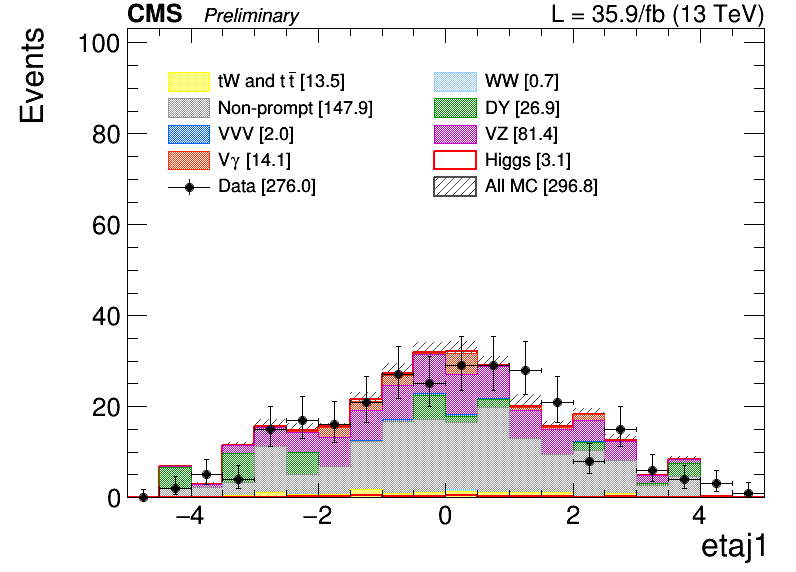 CMS Preliminary L = 35.9/fb (13 TeV)
Events
100
80
60
40
20
0
tW and t t̅ [13.5]
Non-prompt [147.9]
VVV [2.0]
Vγ [14.1]
Data [276.0]
WW [0.7]
DY [26.9]
VZ [81.4]
Higgs [3.1]
All MC [296.8]
−4 −2 0 2 4
etaj1